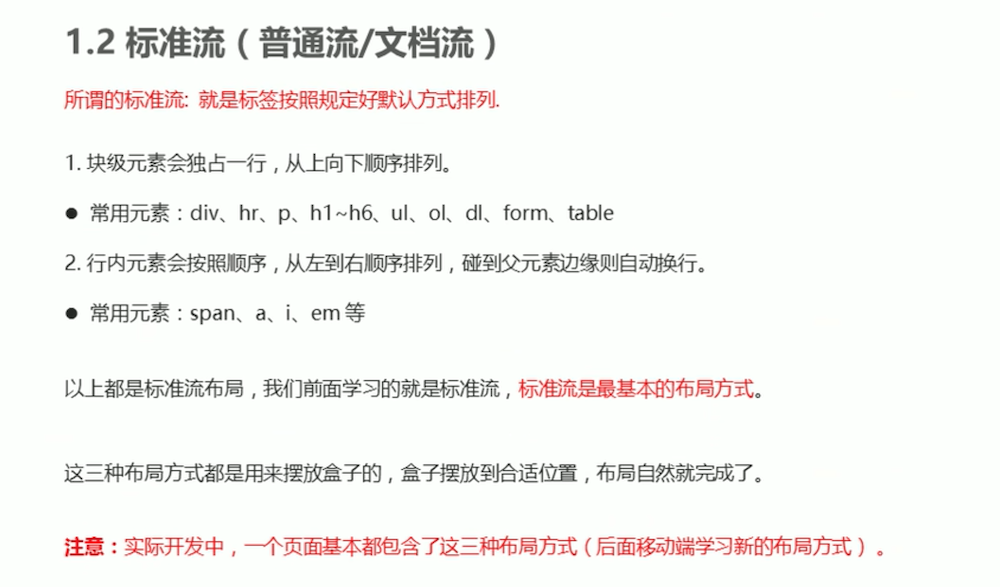 1.2 标准流（普通流/文档流）
所谓的标准流: 就是标签按照规定好默认方式排列.
1. 块级元素会独占一行，从上向下顺序排列。
● 常用元素：div、hr、p、h1~h6、ul、ol、dl、form、table
2. 行内元素会按照顺序，从左到右顺序排列，碰到父元素边缘则自动换行。
● 常用元素：span、a、i、em 等
以上都是标准流布局，我们前面学习的就是标准流，标准流是最基本的布局方式。
这三种布局方式都是用来摆放盒子的，盒子摆放到合适位置，布局自然就完成了。
注意：实际开发中，一个页面基本都包含了这三种布局方式（后面移动端学习新的布局方式）。